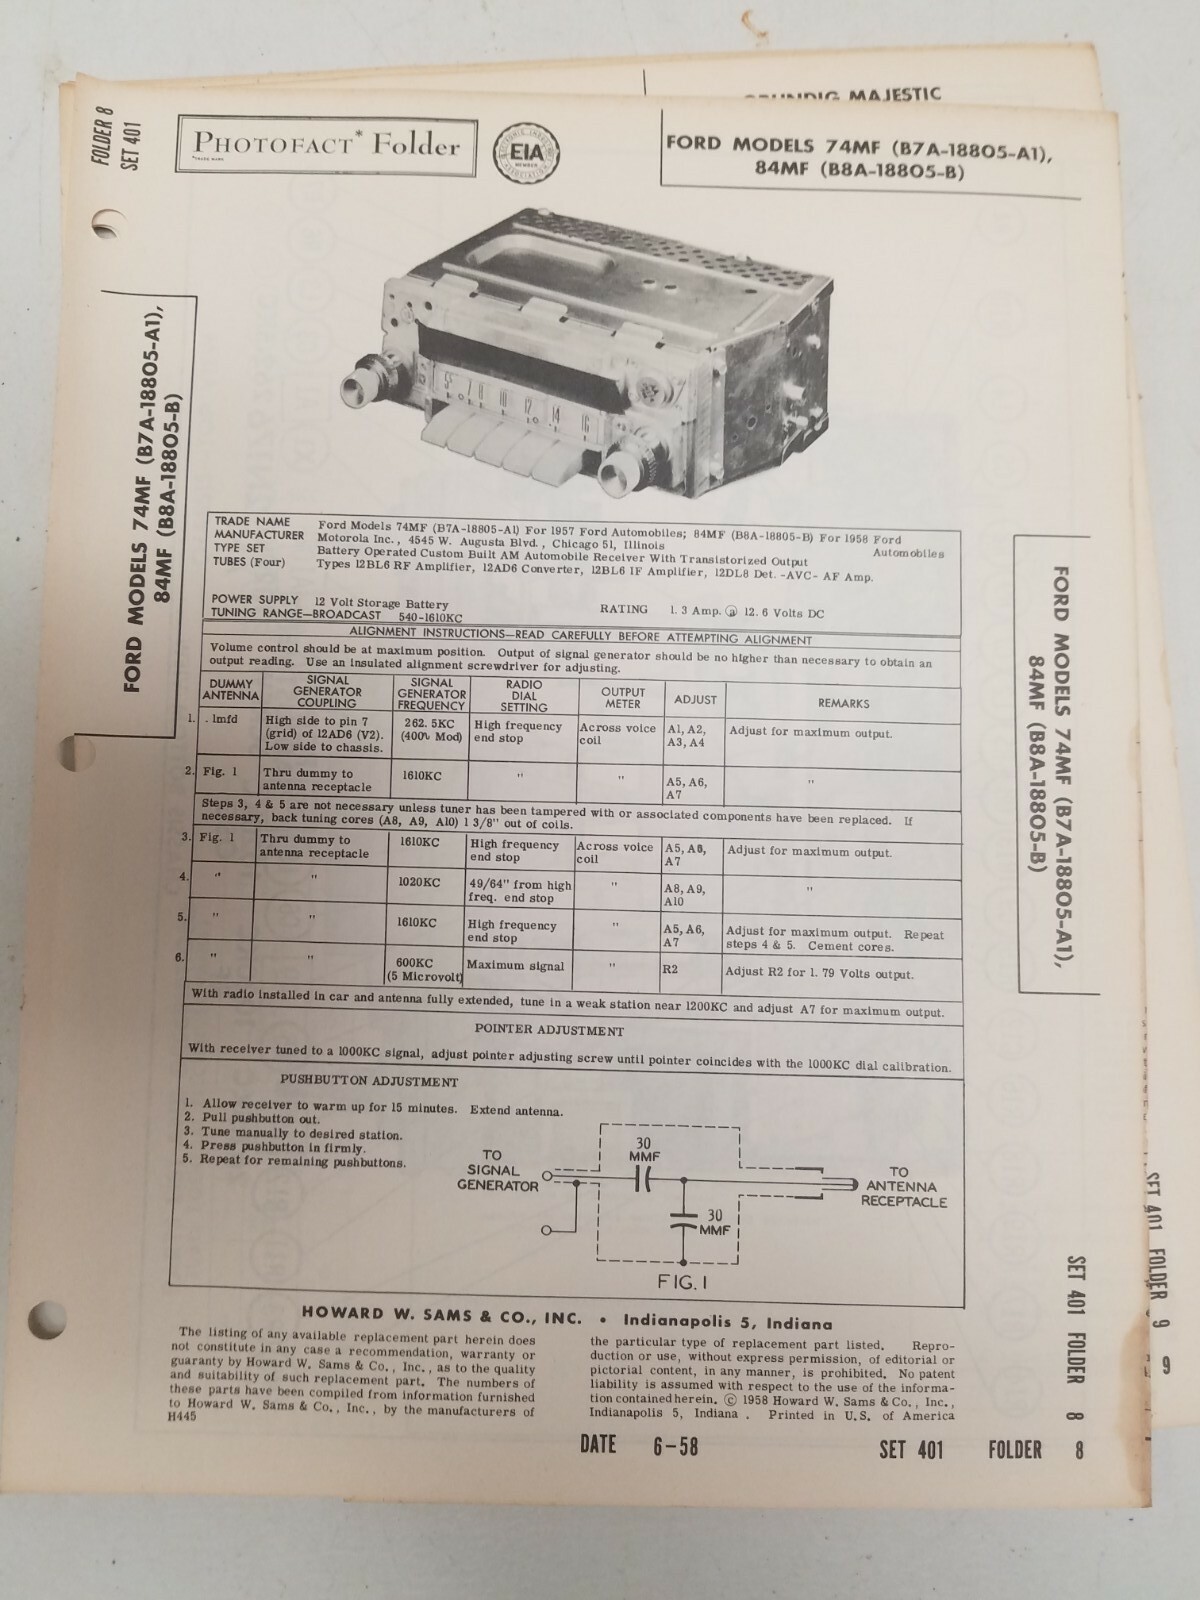 GRUNDIG MAJESTIC
FOLDER 8
SET 401
PHOTOFACT* Folder
*TRADE MARK
EIA
MEMBER
FORD MODELS 74MF (B7A-18805-A1),
84MF (B8A-18805-B)
FORD MODELS 74MF (B7A-18805-A1),
84MF (B8A-18805-B)
55 7 8 10 12 14 16
TRADE NAME Ford Models 74MF (B7A-18805-A1) For 1957 Ford Automobiles; 84MF (B8A-18805-B) For 1958 Ford
Automobiles
MANUFACTURER Motorola Inc., 4545 W. Augusta Blvd., Chicago 51, Illinois
TYPE SET Battery Operated Custom Built AM Automobile Receiver With Transistorized Output
TUBES (Four) Types 12BL6 RF Amplifier, 12AD6 Converter, 12BL6 IF Amplifier, 12DL8 Det. -AVC- AF Amp.
POWER SUPPLY 12 Volt Storage Battery RATING 1.3 Amp. @ 12.6 Volts DC
TUNING RANGE—BROADCAST 540-1610KC
ALIGNMENT INSTRUCTIONS—READ CAREFULLY BEFORE ATTEMPTING ALIGNMENT
Volume control should be at maximum position. Output of signal generator should be no higher than necessary to obtain an
output reading. Use an insulated alignment screwdriver for adjusting.
DUMMY ANTENNA SIGNAL GENERATOR COUPLING SIGNAL GENERATOR FREQUENCY RADIO DIAL SETTING OUTPUT METER ADJUST REMARKS
1. .1mfd High side to pin 7 262.5KC High frequency Across voice A1, A2, Adjust for maximum output.
(grid) of 12AD6 (V2). (400~ Mod) end stop coil A3, A4
Low side to chassis.
2. Fig. 1 Thru dummy to 1610KC " " A5, A6, "
antenna receptacle A7
Steps 3, 4 & 5 are not necessary unless tuner has been tampered with or associated components have been replaced. If
necessary, back tuning cores (A8, A9, A10) 1 3/8" out of coils.
3. Fig. 1 Thru dummy to 1610KC High frequency Across voice A5, A6, Adjust for maximum output.
antenna receptacle end stop coil A7
4. " " 1020KC 49/64" from high " A8, A9, "
freq. end stop A10
5. " " 1610KC High frequency " A5, A6, Adjust for maximum output. Repeat
end stop A7 steps 4 & 5. Cement cores.
6. " " 600KC Maximum signal " R2 Adjust R2 for 1.79 Volts output.
(5 Microvolt)
With radio installed in car and antenna fully extended, tune in a weak station near 1200KC and adjust A7 for maximum output.
POINTER ADJUSTMENT
With receiver tuned to a 1000KC signal, adjust pointer adjusting screw until pointer coincides with the 1000KC dial calibration.
PUSHBUTTON ADJUSTMENT
1. Allow receiver to warm up for 15 minutes. Extend antenna.
2. Pull pushbutton out.
3. Tune manually to desired station.
4. Press pushbutton in firmly.
5. Repeat for remaining pushbuttons.
TO
SIGNAL
GENERATOR
30
MMF
30
MMF
TO
ANTENNA
RECEPTACLE
FIG. 1
FORD MODELS 74MF (B7A-18805-A1),
84MF (B8A-18805-B)
HOWARD W. SAMS & CO., INC. • Indianapolis 5, Indiana
The listing of any available replacement part herein does
not constitute in any case a recommendation, warranty or
guaranty by Howard W. Sams & Co., Inc., as to the quality
and suitability of such replacement part. The numbers of
these parts have been compiled from information furnished
to Howard W. Sams & Co., Inc., by the manufacturers of
H445
the particular type of replacement part listed. Repro-
duction or use, without express permission, of editorial or
pictorial content, in any manner, is prohibited. No patent
liability is assumed with respect to the use of the informa-
tion contained herein. © 1958 Howard W. Sams & Co., Inc.,
Indianapolis 5, Indiana . Printed in U.S. of America
DATE 6-58 SET 401 FOLDER 8
SET 401 FOLDER 8
SET 401 FOLDER 9
9